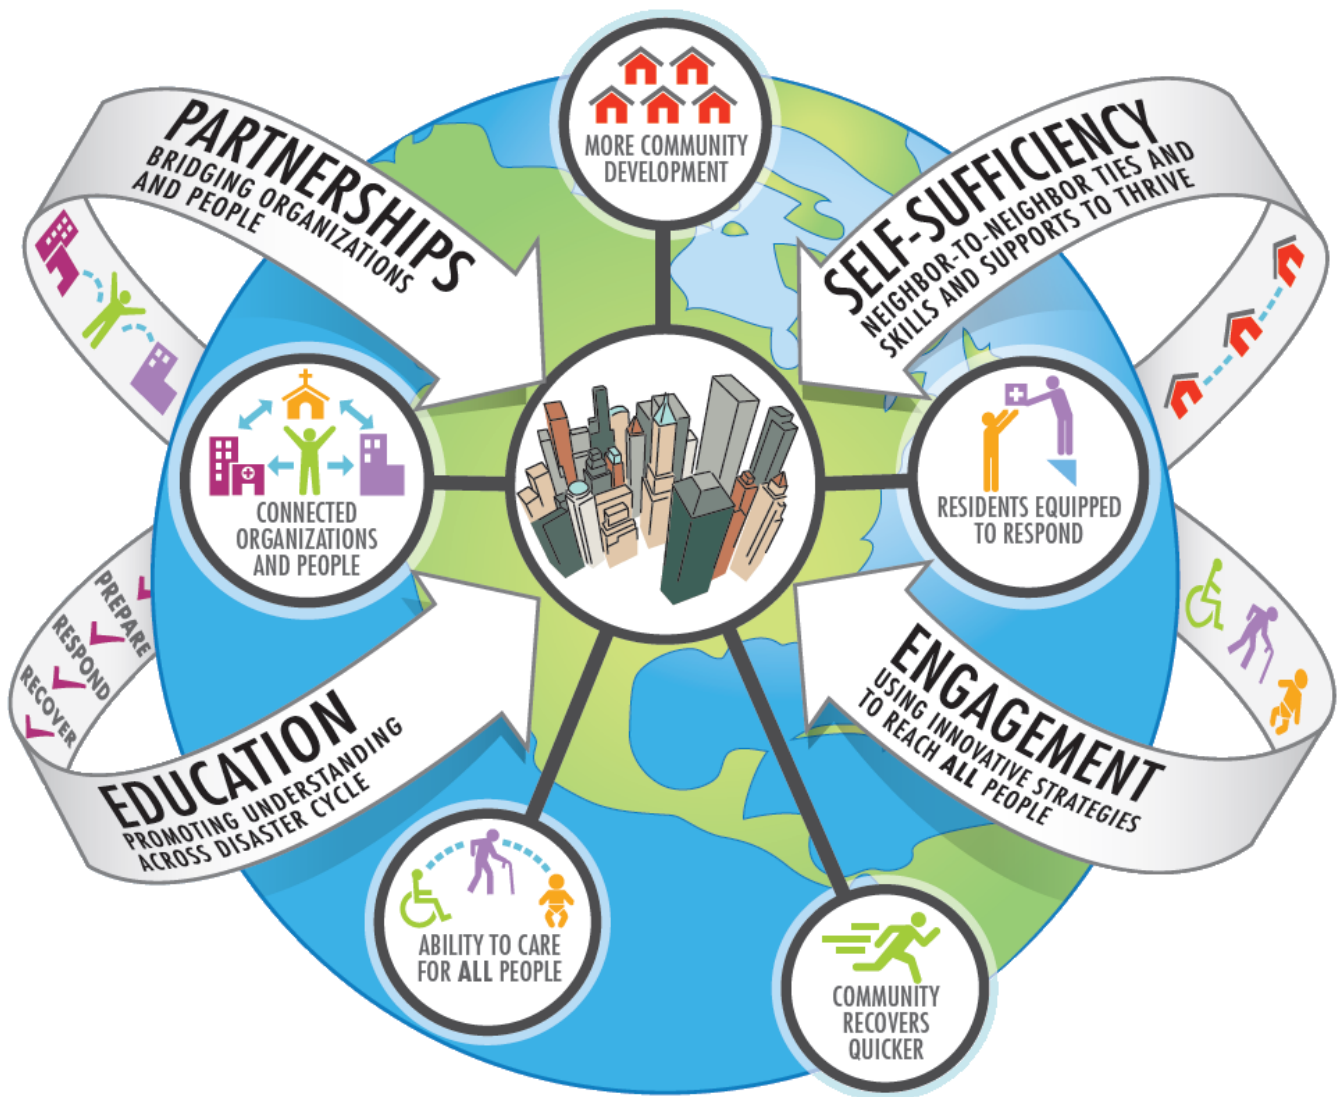 MORE COMMUNITY
DEVELOPMENT
PARTNERSHIPS
BRIDGING ORGANIZATIONS
AND PEOPLE
SELF-SUFFICIENCY
NEIGHBOR-TO-NEIGHBOR TIES AND
SKILLS AND SUPPORTS TO THRIVE
CONNECTED
ORGANIZATIONS
AND PEOPLE
RESIDENTS EQUIPPED
TO RESPOND
PREPARE
RESPOND
RECOVER
EDUCATION
PROMOTING UNDERSTANDING
ACROSS DISASTER CYCLE
ENGAGEMENT
USING INNOVATIVE STRATEGIES
TO REACH ALL PEOPLE
ABILITY TO CARE
FOR ALL PEOPLE
COMMUNITY
RECOVERS
QUICKER